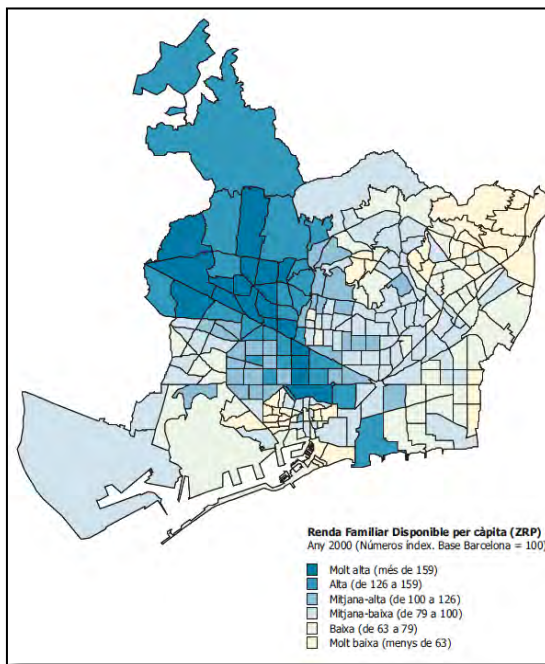 Renda Familiar Disponible per càpita (ZRP)
Any 2000 (Números índex. Base Barcelona = 100)
Molt alta (més de 159)
Alta (de 126 a 159)
Mitjana-alta (de 100 a 126)
Mitjana-baixa (de 79 a 100)
Baixa (de 63 a 79)
Molt baixa (menys de 63)